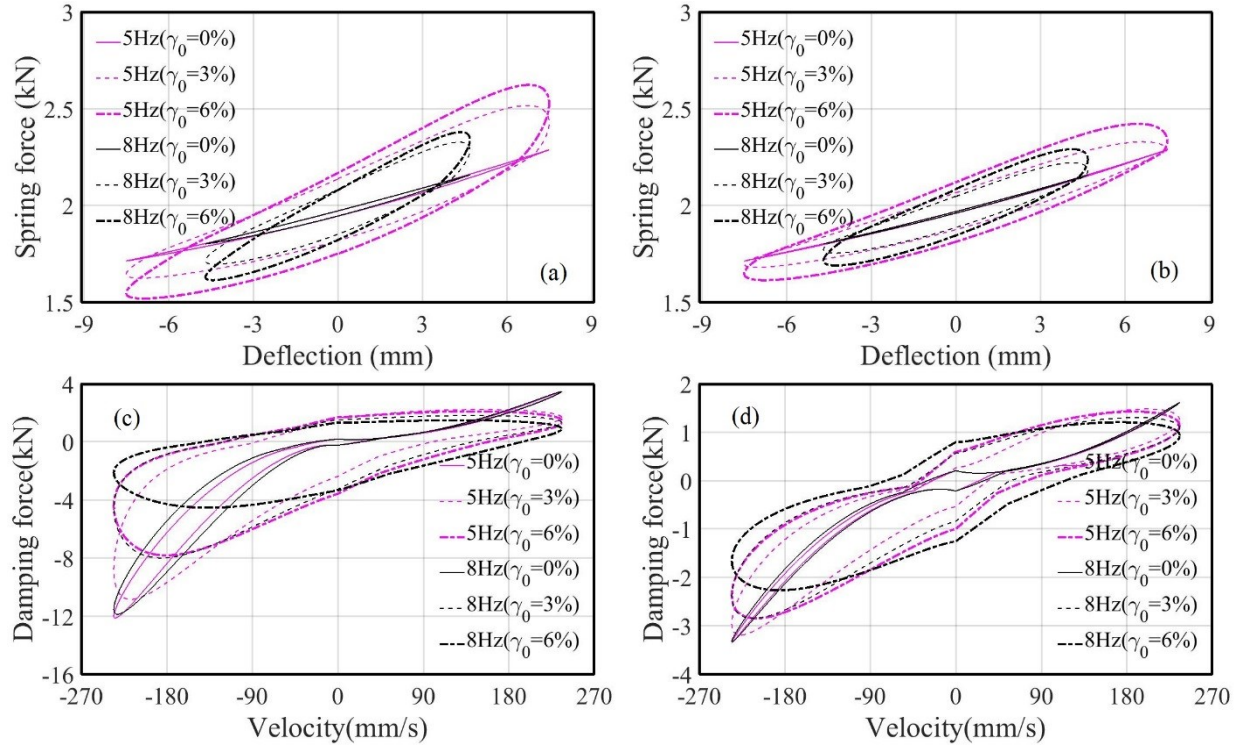 3
2.5
2
1.5
Spring force (kN)
5Hz(γ0=0%)
5Hz(γ0=3%)
5Hz(γ0=6%)
8Hz(γ0=0%)
8Hz(γ0=3%)
8Hz(γ0=6%)
(a)
-9 -6 -3 0 3 6 9
Deflection (mm)
3
2.5
2
1.5
Spring force (kN)
5Hz(γ0=0%)
5Hz(γ0=3%)
5Hz(γ0=6%)
8Hz(γ0=0%)
8Hz(γ0=3%)
8Hz(γ0=6%)
(b)
-9 -6 -3 0 3 6 9
Deflection (mm)
4
0
-4
-8
-12
-16
Damping force(kN)
(c)
5Hz(γ0=0%)
5Hz(γ0=3%)
5Hz(γ0=6%)
8Hz(γ0=0%)
8Hz(γ0=3%)
8Hz(γ0=6%)
-270 -180 -90 0 90 180 270
Velocity(mm/s)
2
1
0
-1
-2
-3
-4
Damping force(kN)
(d)
5Hz(γ0=0%)
5Hz(γ0=3%)
5Hz(γ0=6%)
8Hz(γ0=0%)
8Hz(γ0=3%)
8Hz(γ0=6%)
-270 -180 -90 0 90 180 270
Velocity(mm/s)